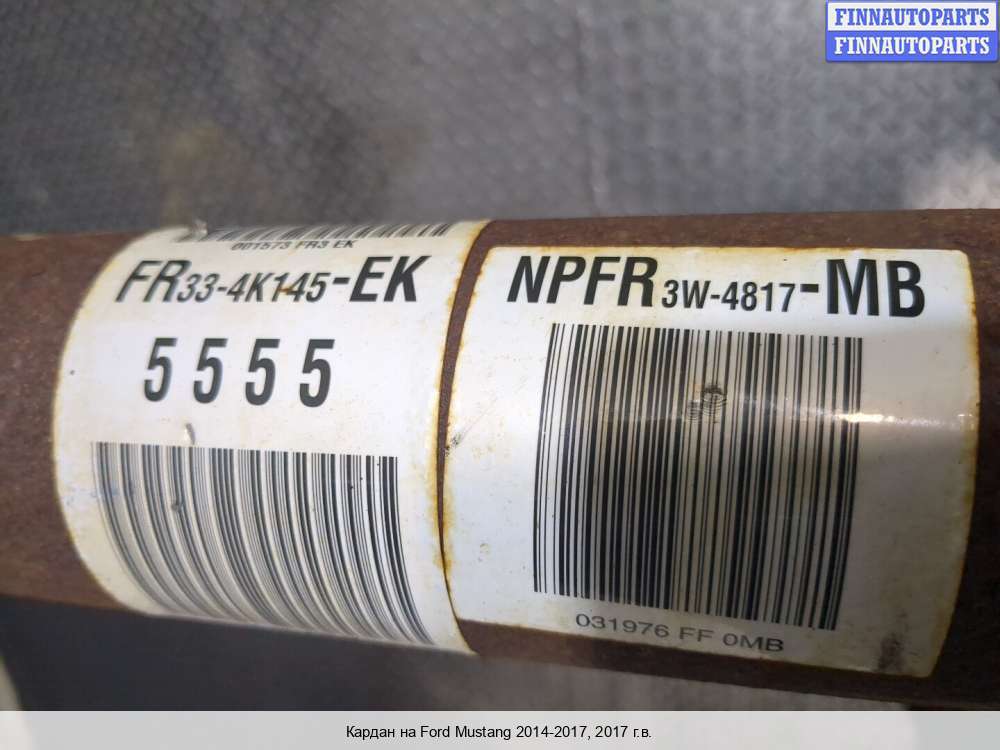 FINNAUTOPARTS
FINNAUTOPARTS
001573 FR3 EK
FR33-4K145-EK
5555
NPFR3W-4817-MB
031976 FF 0MB
Кардан на Ford Mustang 2014-2017, 2017 г.в.